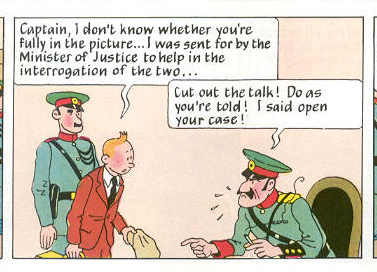 Captain, i don't know whether you're
fully in the picture... I was sent for by the
Minister of Justice to help in the
interrogation of the two...
Cut out the talk! Do as
you're told! I said open
your case!